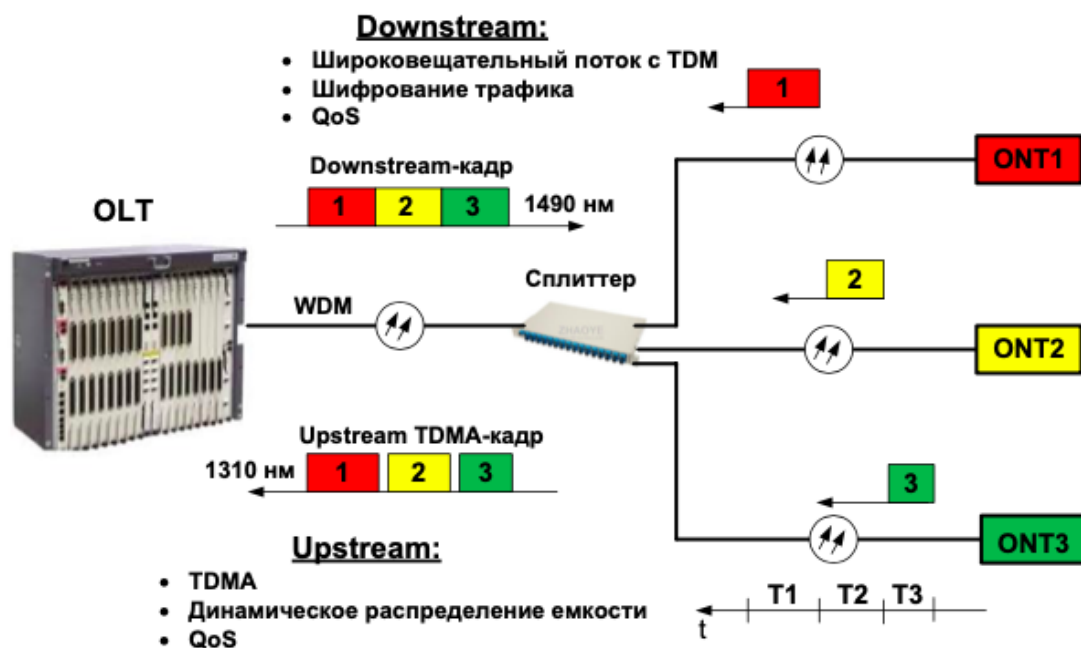 Downstream:
• Широковещательный поток с TDM
• Шифрование трафика
• QoS
1
ONT1
Downstream-кадр
1 2 3
1490 нм
OLT
Сплиттер
2
WDM
ZHAOYE
ONT2
Upstream TDMA-кадр
1310 нм
1 2 3
3
Upstream:
ONT3
• TDMA
• Динамическое распределение емкости
• QoS
T1 T2 T3
t